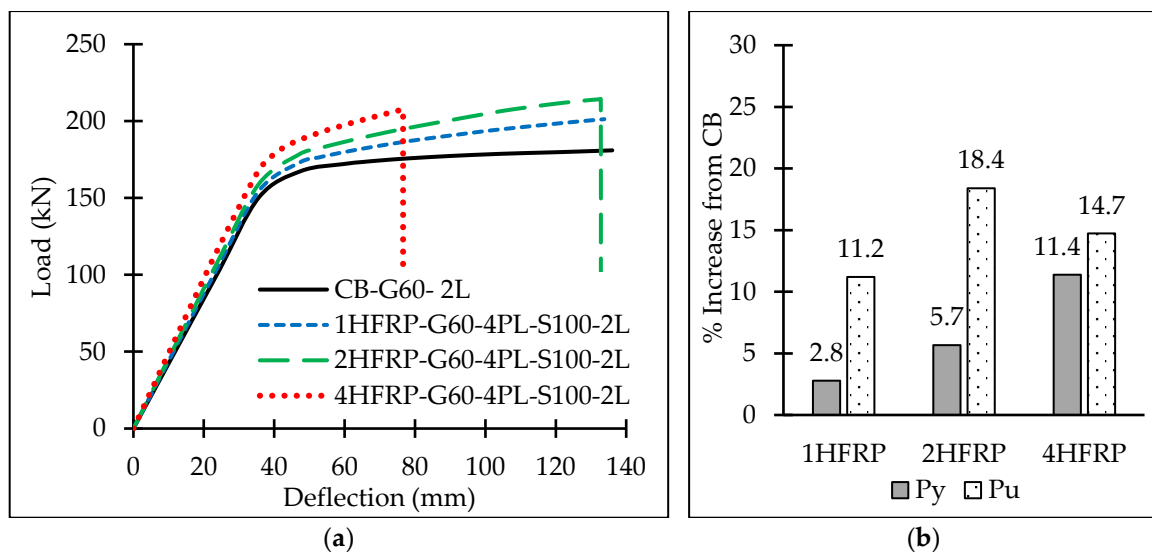 250
200
150
100
50
0
Load (kN)
CB-G60- 2L
1HFRP-G60-4PL-S100-2L
2HFRP-G60-4PL-S100-2L
4HFRP-G60-4PL-S100-2L
0 20 40 60 80 100 120 140
Deflection (mm)
(a)
30
25
20
15
10
5
0
% Increase from CB
2.8
11.2
5.7
18.4
11.4
14.7
1HFRP 2HFRP 4HFRP
Py Pu
(b)